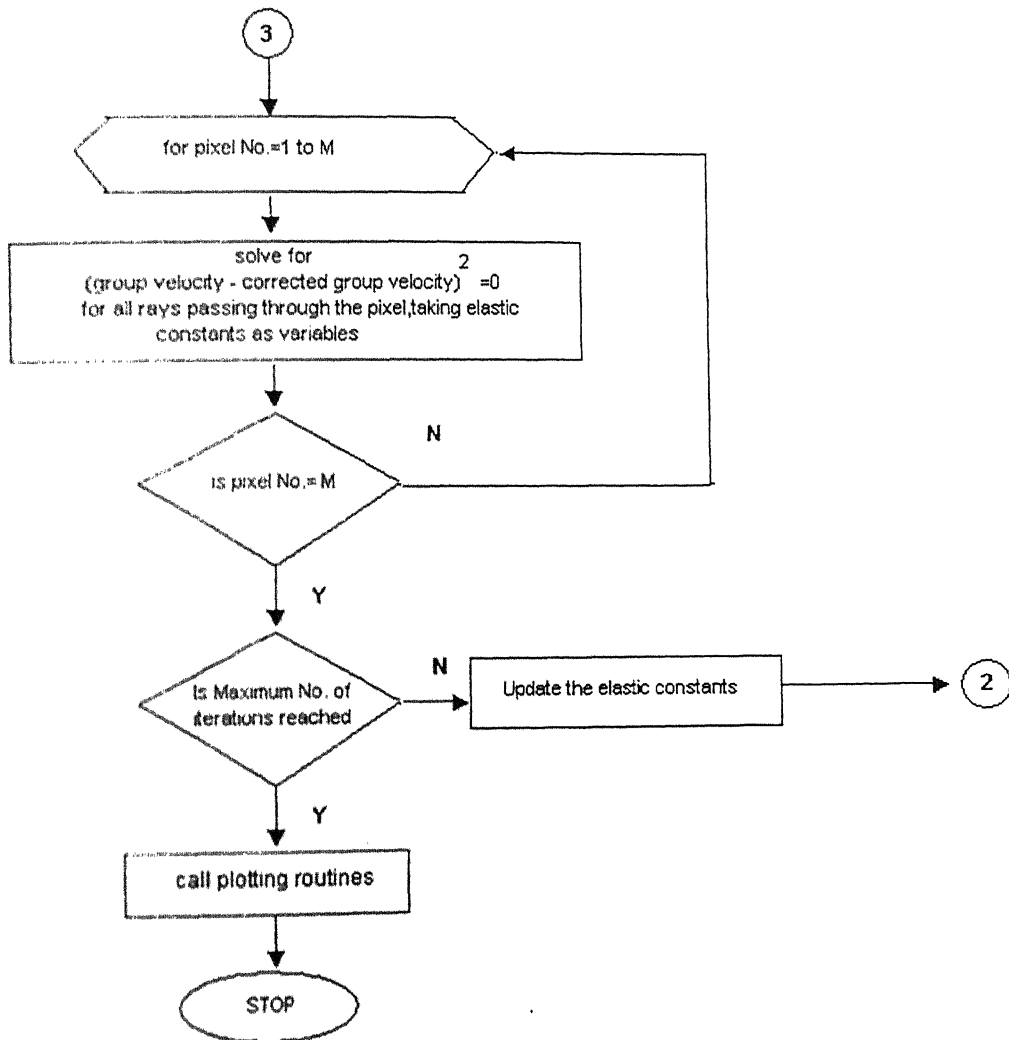 3
for pixel No.=1 to M
solve for
(group velocity - corrected group velocity)2 =0
for all rays passing through the pixel,taking elastic
constants as variables
N
is pixel No.= M
Y
Is Maximum No. of
iterations reached
N
Update the elastic constants
2
Y
call plotting routines
STOP